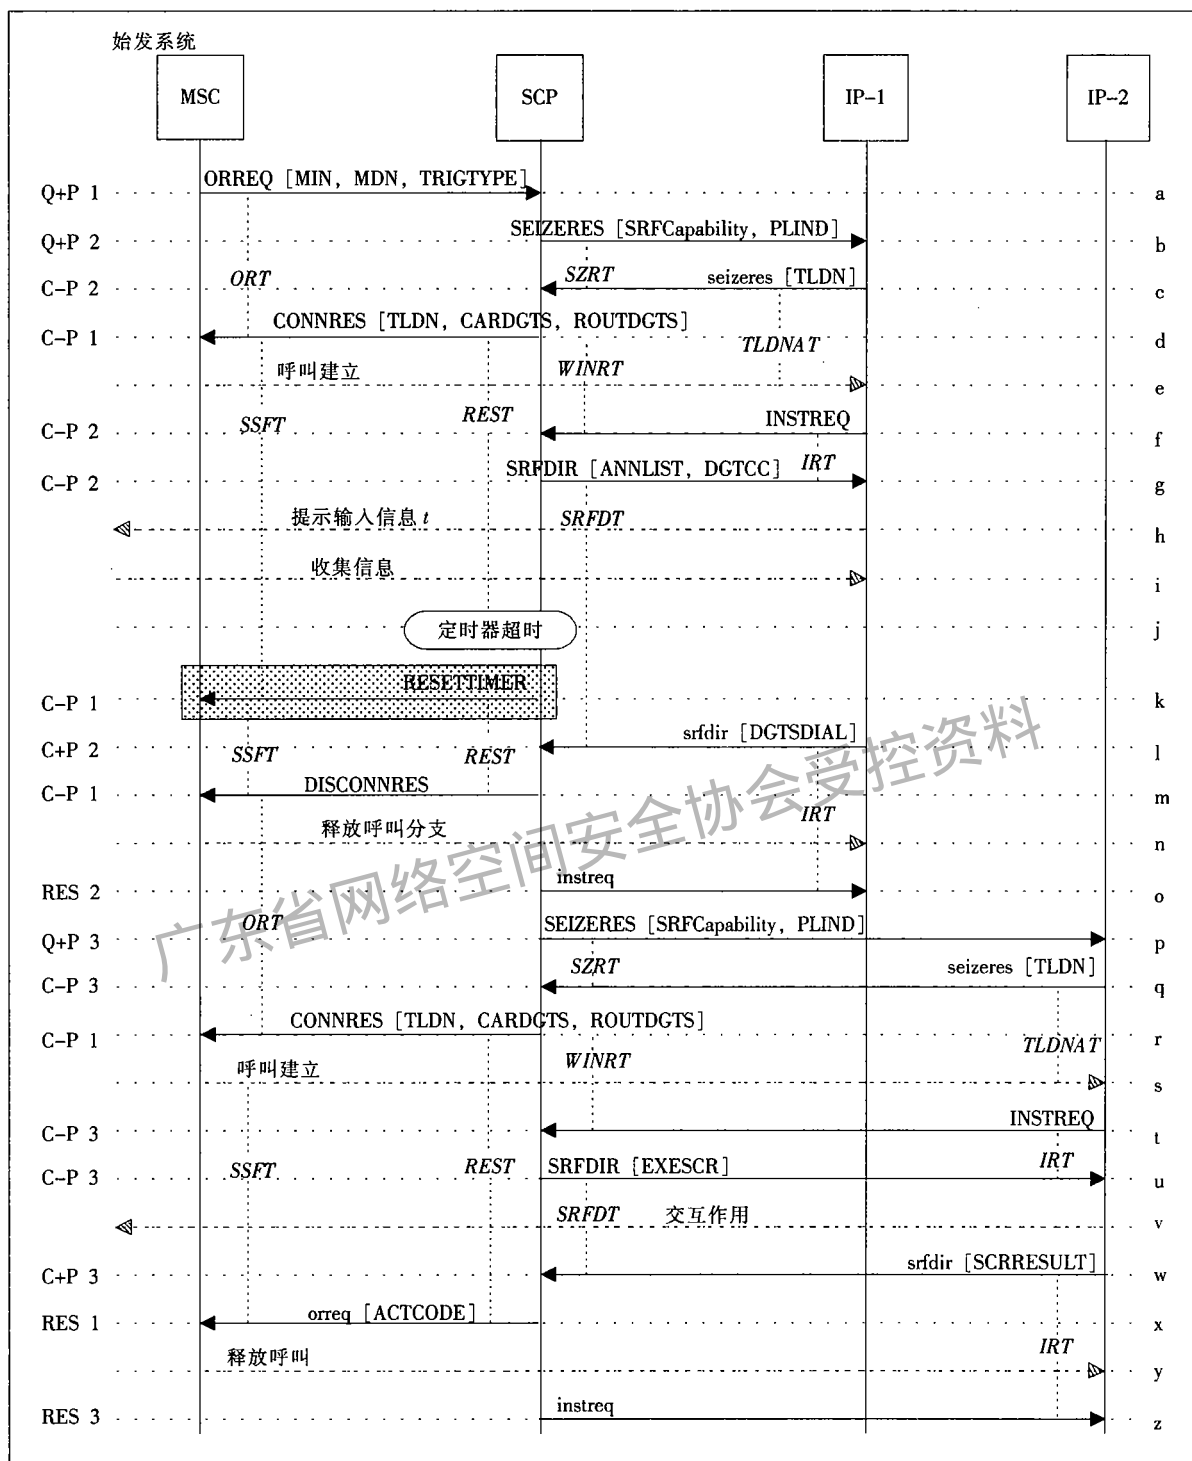 始发系统
MSC SCP IP-1 IP-2
ORREQ [MIN, MDN, TRIGTYPE]
Q+P 1 a
SEIZERES [SRFCapability, PLIND]
Q+P 2 b
ORT SZRT seizeres [TLDN]
C-P 2 c
CONNRES [TLDN, CARDGTS, ROUTDGTS]
C-P 1 d
TLDNAT
呼叫建立 WINRT
e
SSFT REST INSTREQ
C-P 2 f
SRFDIR [ANNLIST, DGTCC] IRT
C-P 2 g
提示输入信息 t SRFDT
h
收集信息
i
定时器超时 j
RESETTIMER
C-P 1 k
srfdir [DGTSDIAL]
C+P 2 l
SSFT REST
DISCONNRES
C-P 1 m
IRT
释放呼叫分支 n
instreq
RES 2 o
ORT SEIZERES [SRFCapability, PLIND]
Q+P 3 p
SZRT seizeres [TLDN]
C-P 3 q
CONNRES [TLDN, CARDGTS, ROUTDGTS]
C-P 1 r
TLDNAT
呼叫建立 WINRT
s
INSTREQ
C-P 3 t
SSFT REST SRFDIR [EXESCR] IRT
C-P 3 u
SRFDT 交互作用
v
srfdir [SCRRESULT]
C+P 3 w
orreq [ACTCODE]
RES 1 x
释放呼叫 IRT
y
instreq
RES 3 z
广东省网络空间安全协会受控资料